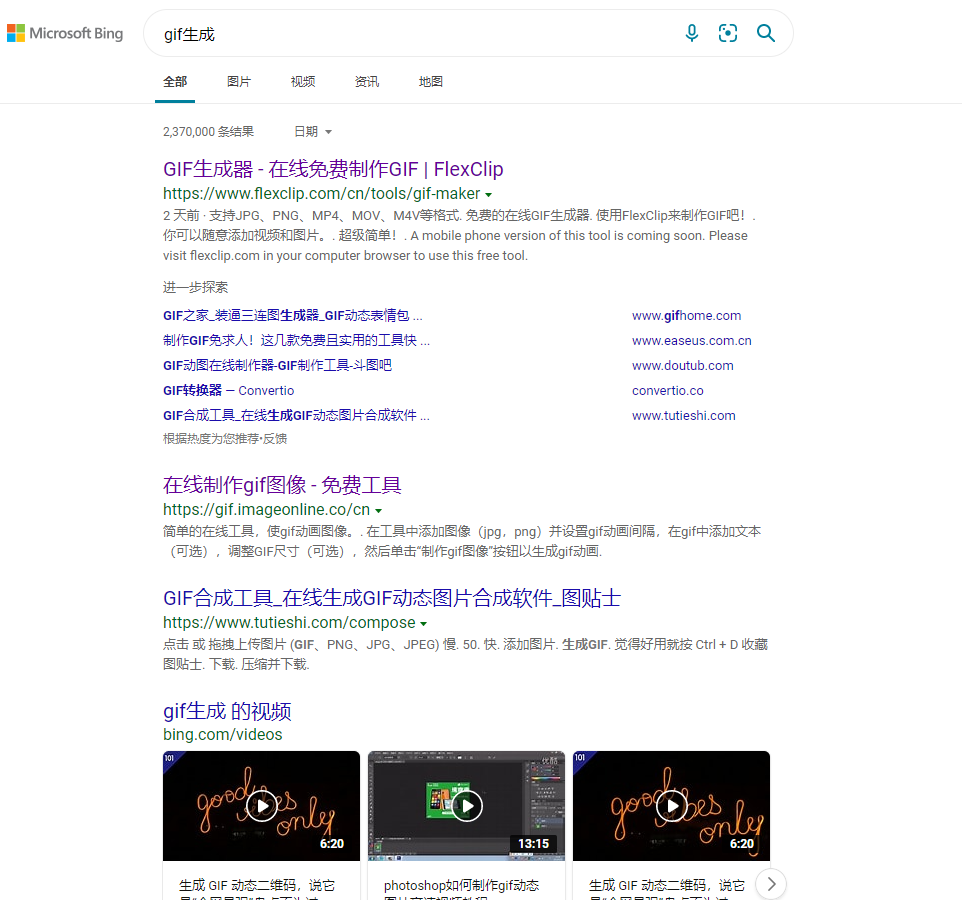 Microsoft Bing
gif生成
全部 图片 视频 资讯 地图
2,370,000 条结果 日期
GIF生成器 - 在线免费制作GIF | FlexClip
https://www.flexclip.com/cn/tools/gif-maker
2 天前 · 支持JPG、PNG、MP4、MOV、M4V等格式. 免费的在线GIF生成器. 使用FlexClip来制作GIF吧！.
你可以随意添加视频和图片。. 超级简单！. A mobile phone version of this tool is coming soon. Please
visit flexclip.com in your computer browser to use this free tool.
进一步探索
GIF之家_装逼三连图生成器_GIF动态表情包 ... www.gifhome.com
制作GIF免求人！这几款免费且实用的工具快 ... www.easeus.com.cn
GIF动图在线制作器-GIF制作工具-斗图吧 www.doutub.com
GIF转换器 — Convertio convertio.co
GIF合成工具_在线生成GIF动态图片合成软件 ... www.tutieshi.com
根据热度为您推荐•反馈
在线制作gif图像 - 免费工具
https://gif.imageonline.co/cn
简单的在线工具，使gif动画图像。. 在工具中添加图像（jpg，png）并设置gif动画间隔，在gif中添加文本
（可选），调整GIF尺寸（可选），然后单击“制作gif图像”按钮以生成gif动画.
GIF合成工具_在线生成GIF动态图片合成软件_图贴士
https://www.tutieshi.com/compose
点击 或 拖拽上传图片 (GIF、PNG、JPG、JPEG) 慢. 50. 快. 添加图片. 生成GIF. 觉得好用就按 Ctrl + D 收藏
图贴士. 下载. 压缩并下载.
gif生成 的视频
bing.com/videos
101 优酷 101
good vibes good vibes
only only
6:20 13:15 6:20
生成 GIF 动态二维码，说它 photoshop如何制作gif动态 生成 GIF 动态二维码，说它